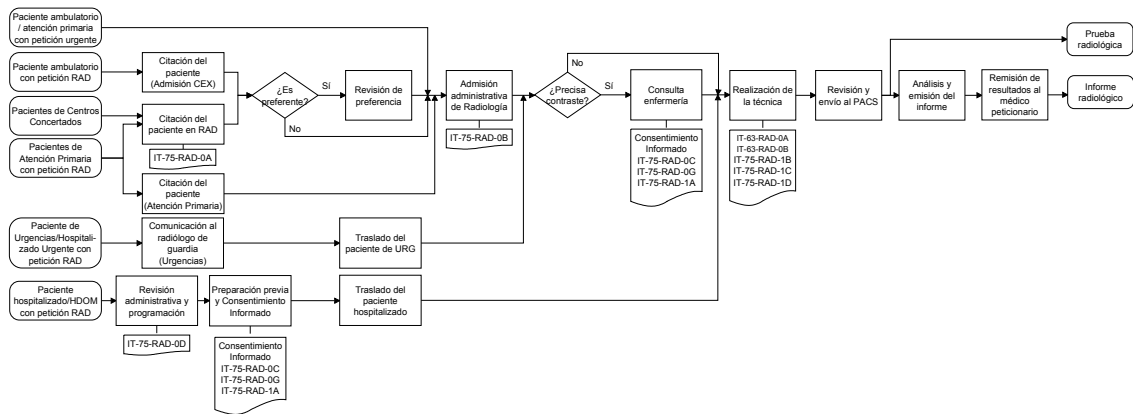 Paciente ambulatorio
/ atención primaria
con petición urgente
Paciente ambulatorio
con petición RAD
Pacientes de Centros
Concertados
Pacientes de
Atención Primaria
con petición RAD
Citación del
paciente
(Admisión CEX)
Citación del
paciente en RAD
IT-75-RAD-0A
Citación del
paciente
(Atención Primaria)
¿Es
preferente?
Sí
No
Revisión de
preferencia
Admisión
administrativa
de Radiología
IT-75-RAD-0B
¿Precisa
contraste?
No
Sí
Consulta
enfermería
Consentimiento
Informado
IT-75-RAD-0C
IT-75-RAD-0G
IT-75-RAD-1A
Realización de
la técnica
IT-63-RAD-0A
IT-63-RAD-0B
IT-75-RAD-1B
IT-75-RAD-1C
IT-75-RAD-1D
Revisión y
envío al PACS
Análisis y
emisión del
informe
Remisión de
resultados al
médico
peticionario
Prueba
radiológica
Informe
radiológico
Paciente de
Urgencias/Hospitali-
zado Urgente con
petición RAD
Comunicación al
radiólogo de
guardia
(Urgencias)
Traslado del
paciente de URG
Paciente
hospitalizado/HDOM
con petición RAD
Revisión
administrativa y
programación
IT-75-RAD-0D
Preparación previa
y Consentimiento
Informado
Consentimiento
Informado
IT-75-RAD-0C
IT-75-RAD-0G
IT-75-RAD-1A
Traslado del
paciente
hospitalizado